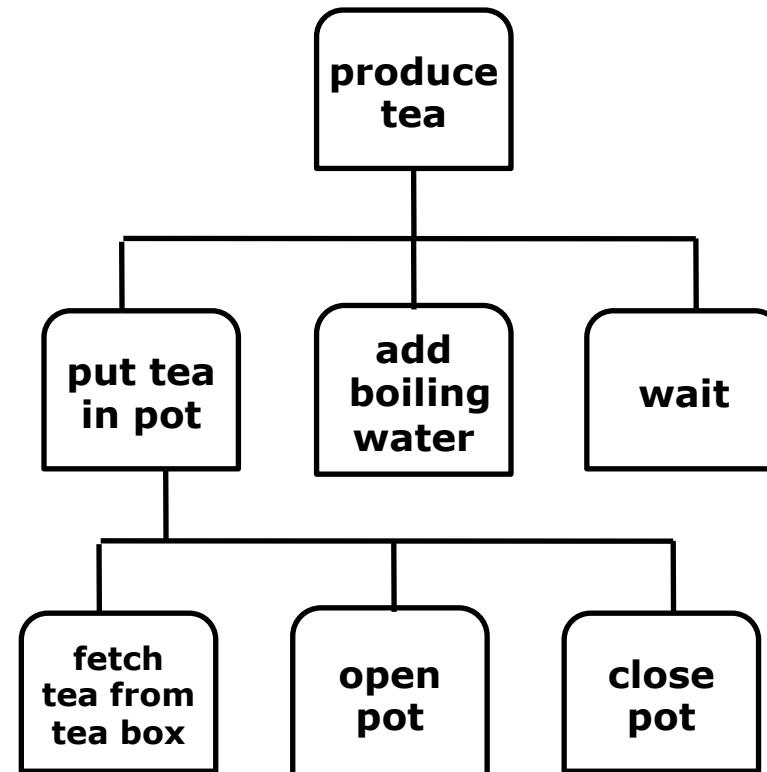 produce
tea
put tea
in pot
add
boiling
water
wait
fetch
tea from
tea box
open
pot
close
pot